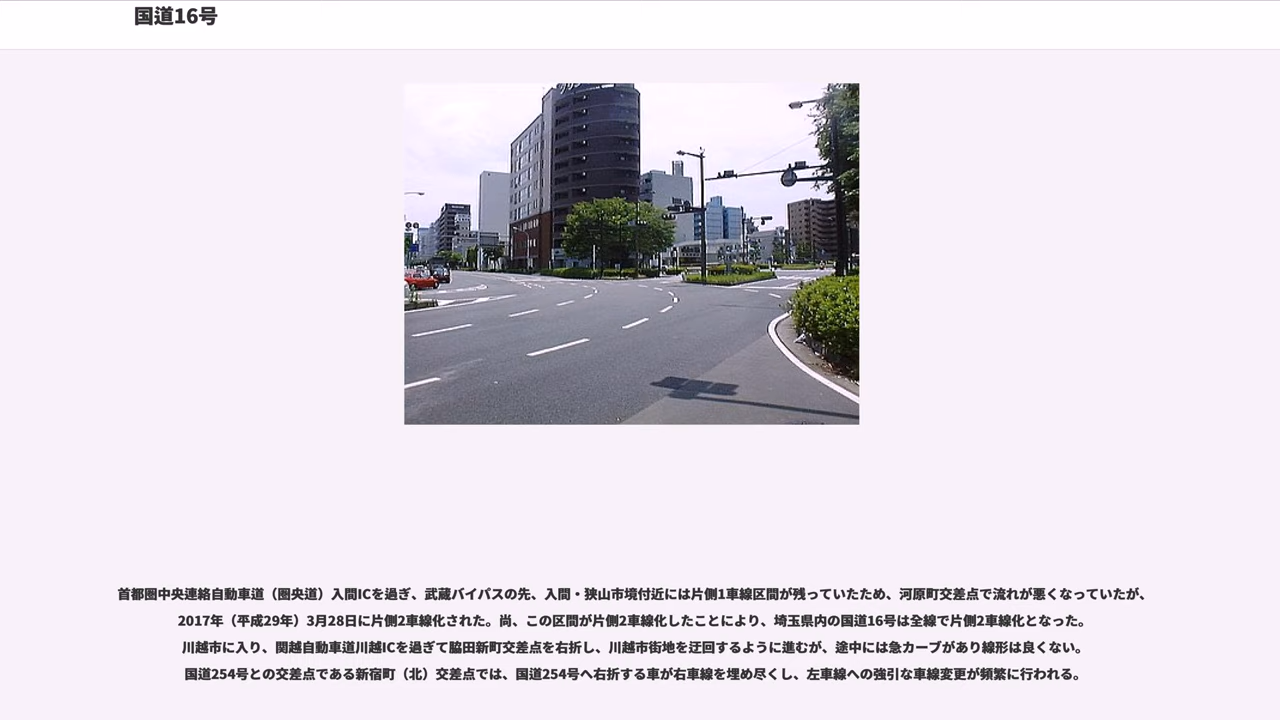 国道16号
首都圏中央連絡自動車道（圏央道）入間ICを過ぎ、武蔵バイパスの先、入間・狭山市境付近には片側1車線区間が残っていたため、河原町交差点で流れが悪くなっていたが、
2017年（平成29年）3月28日に片側2車線化された。尚、この区間が片側2車線化したことにより、埼玉県内の国道16号は全線で片側2車線化となった。
川越市に入り、関越自動車道川越ICを過ぎて脇田新町交差点を右折し、川越市街地を迂回するように進むが、途中には急カーブがあり線形は良くない。
国道254号との交差点である新宿町（北）交差点では、国道254号へ右折する車が右車線を埋め尽くし、左車線への強引な車線変更が頻繁に行われる。